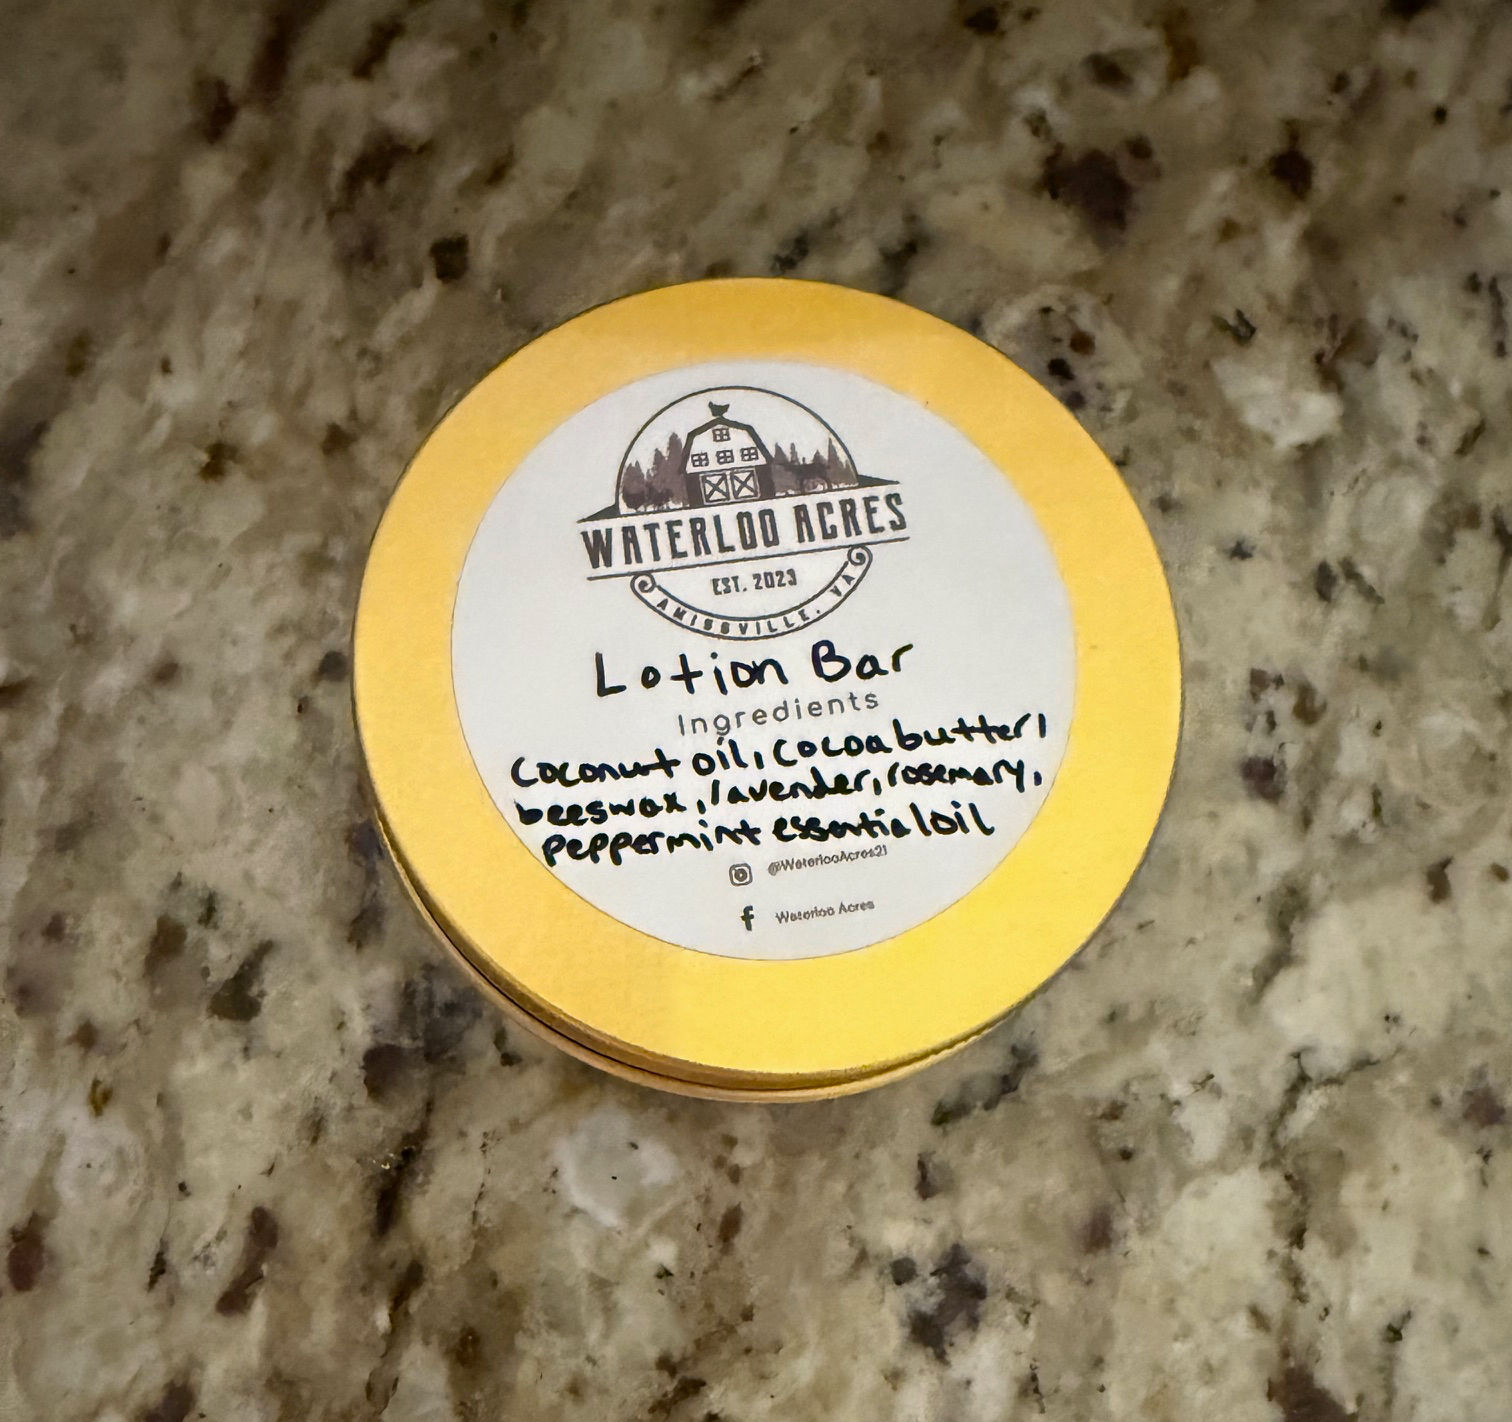 WATERLOO ACRES
EST. 2023
AMISSVILLE, VA
Lotion Bar
Ingredients
coconut oil, cocoa butter,
beeswax, lavender, rosemary,
peppermint essential oil
@WaterlooAcres21
Waterloo Acres